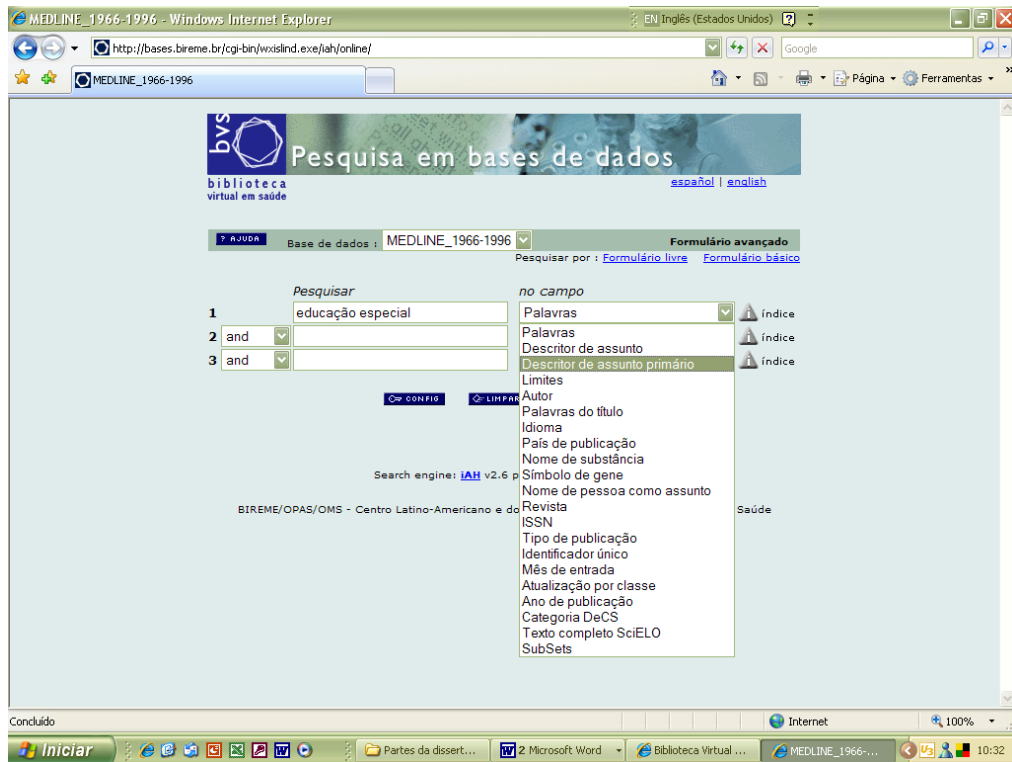 MEDLINE_1966-1996 - Windows Internet Explorer
EN Inglês (Estados Unidos)
http://bases.bireme.br/cgi-bin/wxislind.exe/iah/online/
Google
MEDLINE_1966-1996
Página
Ferramentas
bvs
Pesquisa em bases de dados
biblioteca
virtual em saúde
español | english
? AJUDA
Base de dados : MEDLINE_1966-1996
Formulário avançado
Pesquisar por : Formulário livre Formulário básico
Pesquisar no campo
1 educação especial Palavras índice
2 and índice
3 and índice
Palavras
Descritor de assunto
Descritor de assunto primário
Limites
Autor
Palavras do título
Idioma
País de publicação
Nome de substância
Símbolo de gene
Nome de pessoa como assunto
Revista
ISSN
Tipo de publicação
Identificador único
Mês de entrada
Atualização por classe
Ano de publicação
Categoria DeCS
Texto completo SciELO
SubSets
CONFIG LIMPAR
Search engine: iAH v2.6 p
BIREME/OPAS/OMS - Centro Latino-Americano e do Saúde
Concluído
Internet
100%
Iniciar
Partes da dissert...
2 Microsoft Word
Biblioteca Virtual ...
MEDLINE_1966-...
10:32